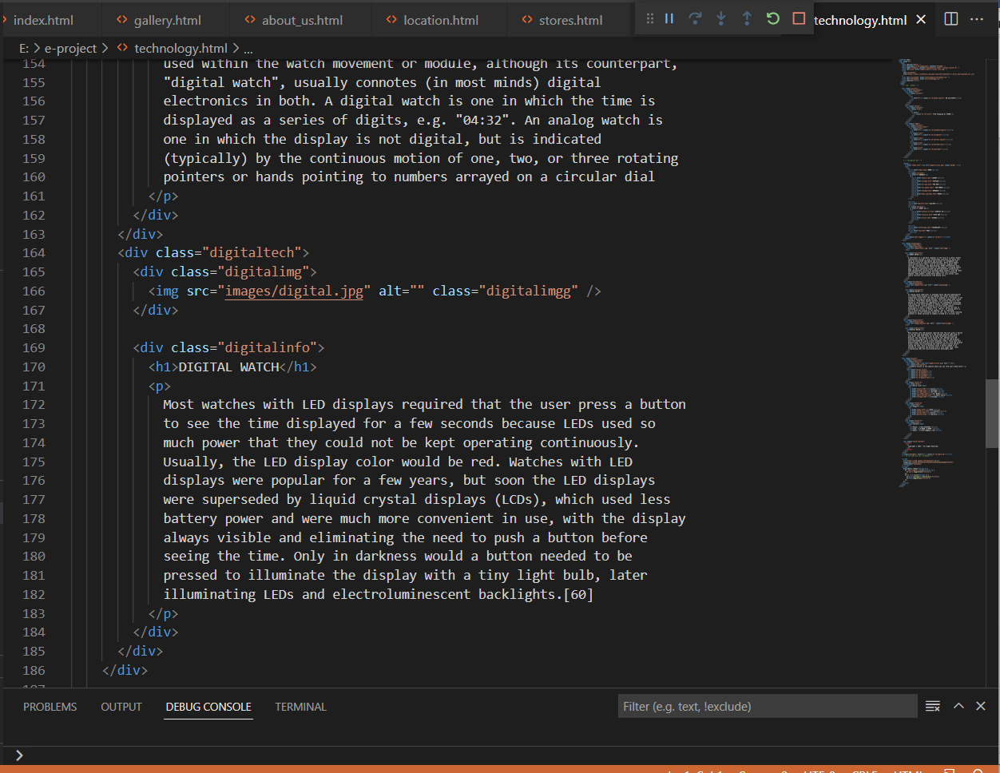 index.html
gallery.html
about_us.html
location.html
stores.html
technology.html
E: > e-project > technology.html > ...
154 used within the watch movement or module, although its counterpart,
155 "digital watch", usually connotes (in most minds) digital
156 electronics in both. A digital watch is one in which the time is
157 displayed as a series of digits, e.g. "04:32". An analog watch is
158 one in which the display is not digital, but is indicated
159 (typically) by the continuous motion of one, two, or three rotating
160 pointers or hands pointing to numbers arrayed on a circular dial
161 </p>
162 </div>
163 </div>
164 <div class="digitaltech">
165 <div class="digitalimg">
166 <img src="images/digital.jpg" alt="" class="digitalimgg" />
167 </div>
168
169 <div class="digitalinfo">
170 <h1>DIGITAL WATCH</h1>
171 <p>
172 Most watches with LED displays required that the user press a button
173 to see the time displayed for a few seconds because LEDs used so
174 much power that they could not be kept operating continuously.
175 Usually, the LED display color would be red. Watches with LED
176 displays were popular for a few years, but soon the LED displays
177 were superseded by liquid crystal displays (LCDs), which used less
178 battery power and were much more convenient in use, with the display
179 always visible and eliminating the need to push a button before
180 seeing the time. Only in darkness would a button needed to be
181 pressed to illuminate the display with a tiny light bulb, later
182 illuminating LEDs and electroluminescent backlights.[60]
183 </p>
184 </div>
185 </div>
186 </div>
PROBLEMS OUTPUT DEBUG CONSOLE TERMINAL Filter (e.g. text, !exclude)